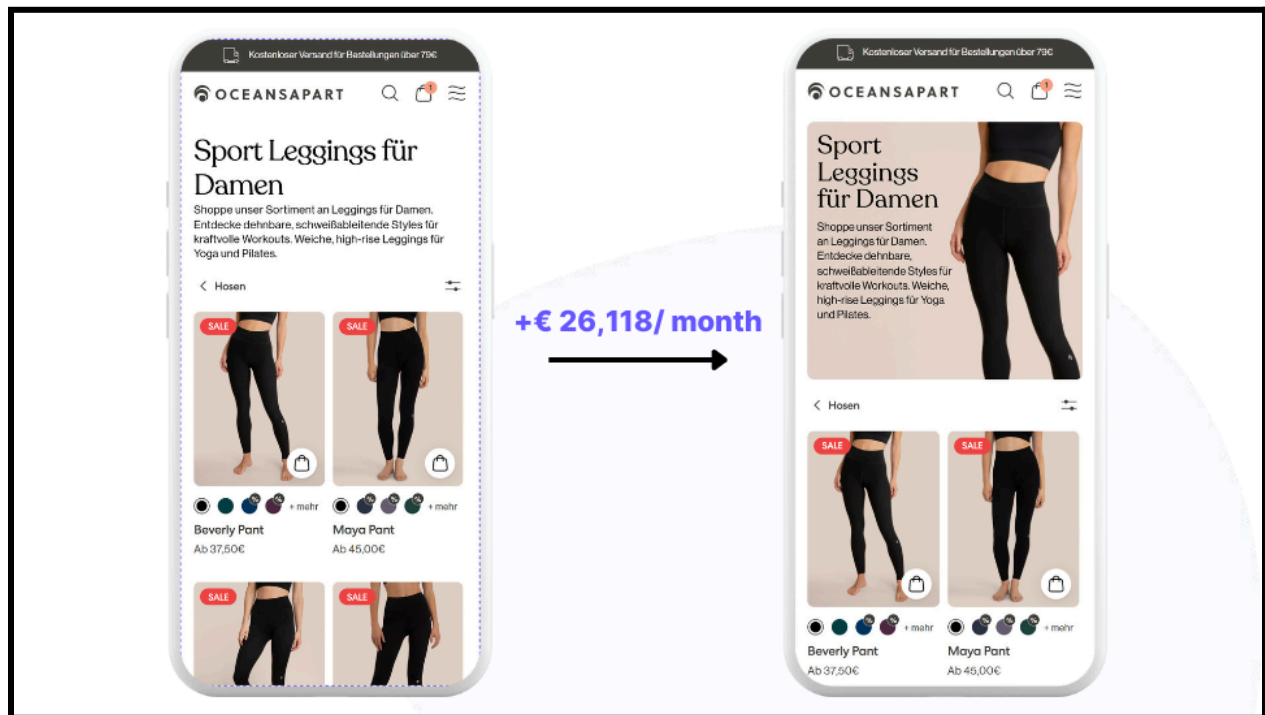 Kostenloser Versand für Bestellungen über 79€
OCEANSAPART
1
Sport Leggings für
Damen
Shoppe unser Sortiment an Leggings für Damen.
Entdecke dehnbare, schweißableitende Styles für
kraftvolle Workouts. Weiche, high-rise Leggings für
Yoga und Pilates.
Hosen
SALE
SALE
+ mehr
+ mehr
Beverly Pant
Maya Pant
Ab 37,50€
Ab 45,00€
SALE
SALE
+€ 26,118/ month
Kostenloser Versand für Bestellungen über 79€
OCEANSAPART
1
Sport
Leggings
für Damen
Shoppe unser Sortiment
an Leggings für Damen.
Entdecke dehnbare,
schweißableitende Styles für
kraftvolle Workouts. Weiche,
high-rise Leggings für Yoga
und Pilates.
Hosen
SALE
SALE
+ mehr
+ mehr
Beverly Pant
Maya Pant
Ab 37,50€
Ab 45,00€